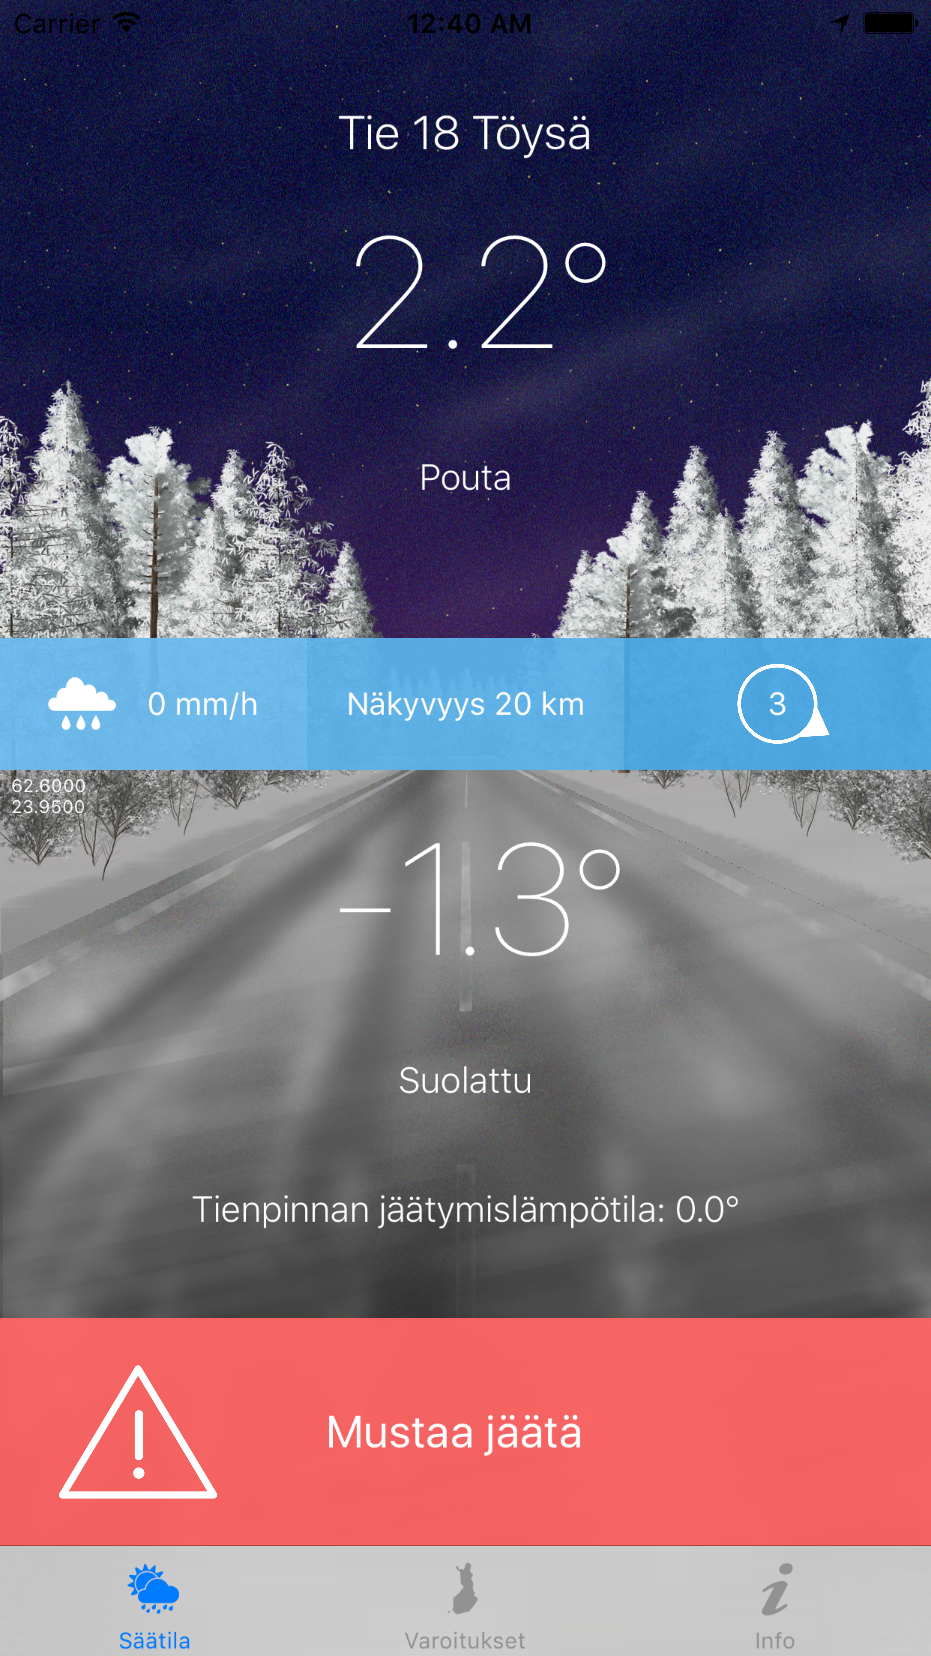 Carrier 12:40 AM
Tie 18 Töysä
2.2°
Pouta
0 mm/h Näkyvyys 20 km 3
62.6000
23.9500
-1.3°
Suolattu
Tienpinnan jäätymislämpötila: 0.0°
Mustaa jäätä
Säätila Varoitukset Info